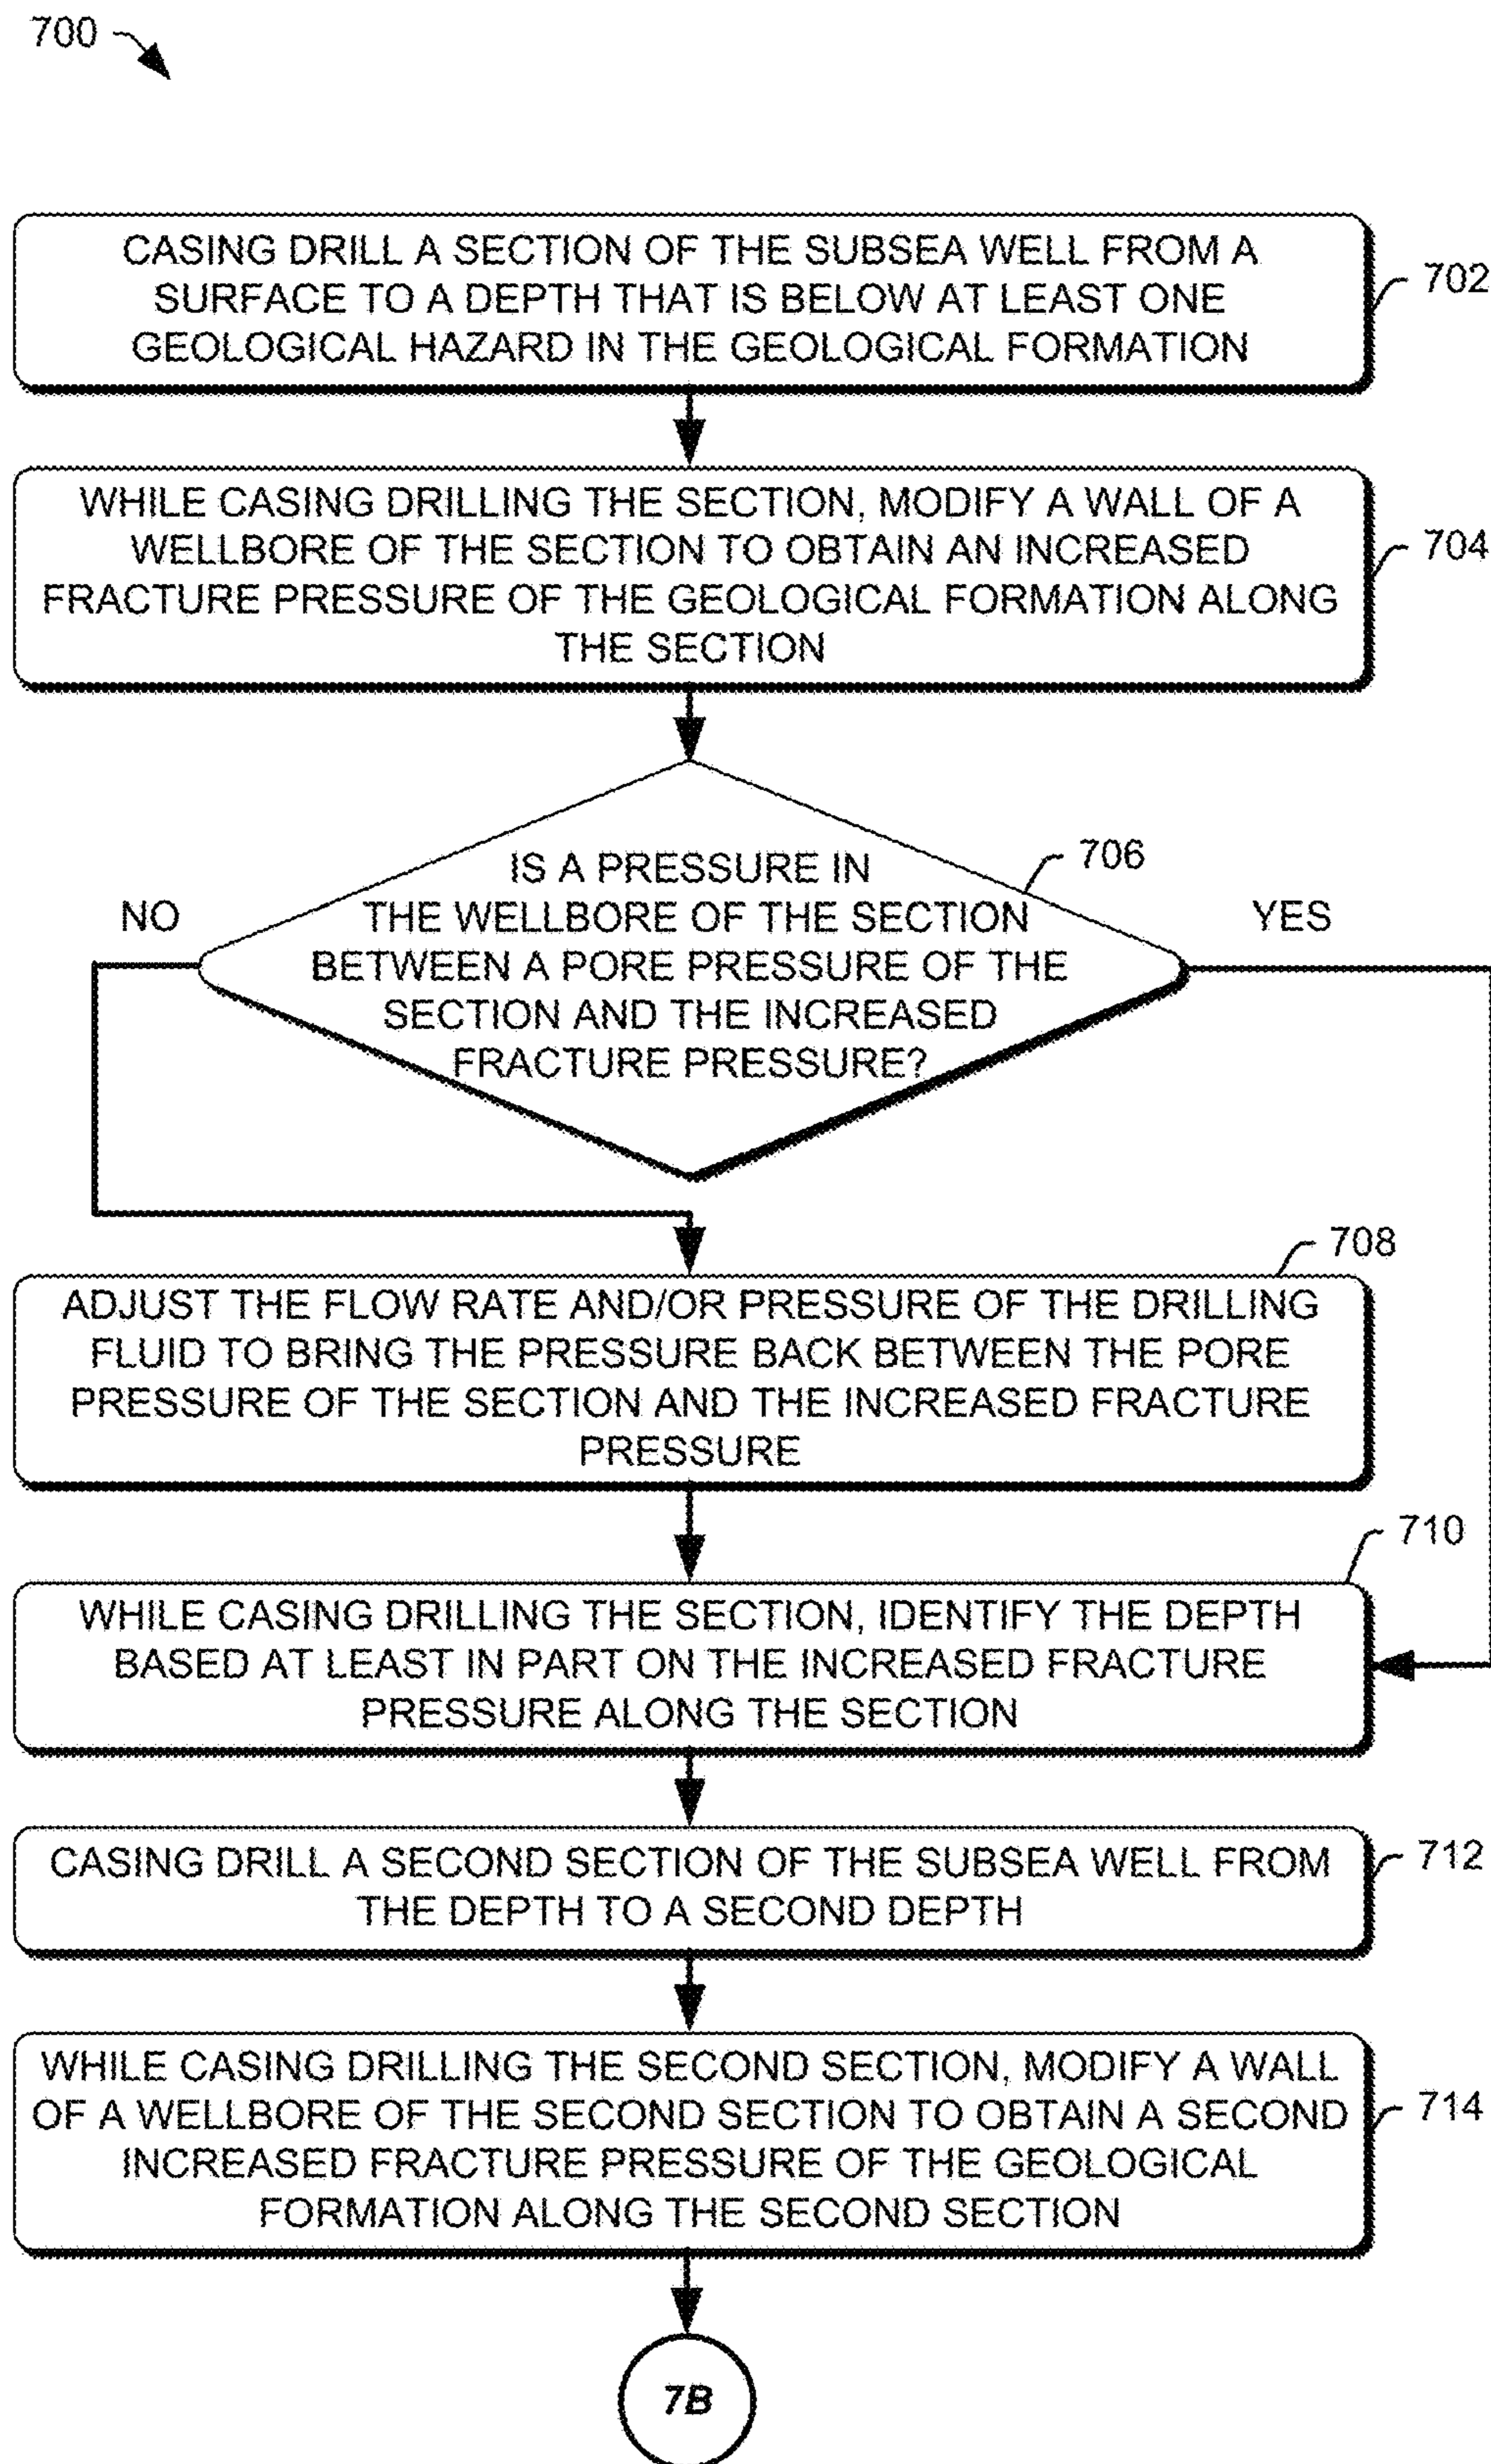 700
CASING DRILL A SECTION OF THE SUBSEA WELL FROM A
SURFACE TO A DEPTH THAT IS BELOW AT LEAST ONE
GEOLOGICAL HAZARD IN THE GEOLOGICAL FORMATION
702
WHILE CASING DRILLING THE SECTION, MODIFY A WALL OF A
WELLBORE OF THE SECTION TO OBTAIN AN INCREASED
FRACTURE PRESSURE OF THE GEOLOGICAL FORMATION ALONG
THE SECTION
704
IS A PRESSURE IN
THE WELLBORE OF THE SECTION
BETWEEN A PORE PRESSURE OF THE
SECTION AND THE INCREASED
FRACTURE PRESSURE?
706
NO
YES
708
ADJUST THE FLOW RATE AND/OR PRESSURE OF THE DRILLING
FLUID TO BRING THE PRESSURE BACK BETWEEN THE PORE
PRESSURE OF THE SECTION AND THE INCREASED FRACTURE
PRESSURE
710
WHILE CASING DRILLING THE SECTION, IDENTIFY THE DEPTH
BASED AT LEAST IN PART ON THE INCREASED FRACTURE
PRESSURE ALONG THE SECTION
CASING DRILL A SECOND SECTION OF THE SUBSEA WELL FROM
THE DEPTH TO A SECOND DEPTH
712
WHILE CASING DRILLING THE SECOND SECTION, MODIFY A WALL
OF A WELLBORE OF THE SECOND SECTION TO OBTAIN A SECOND
INCREASED FRACTURE PRESSURE OF THE GEOLOGICAL
FORMATION ALONG THE SECOND SECTION
714
7B